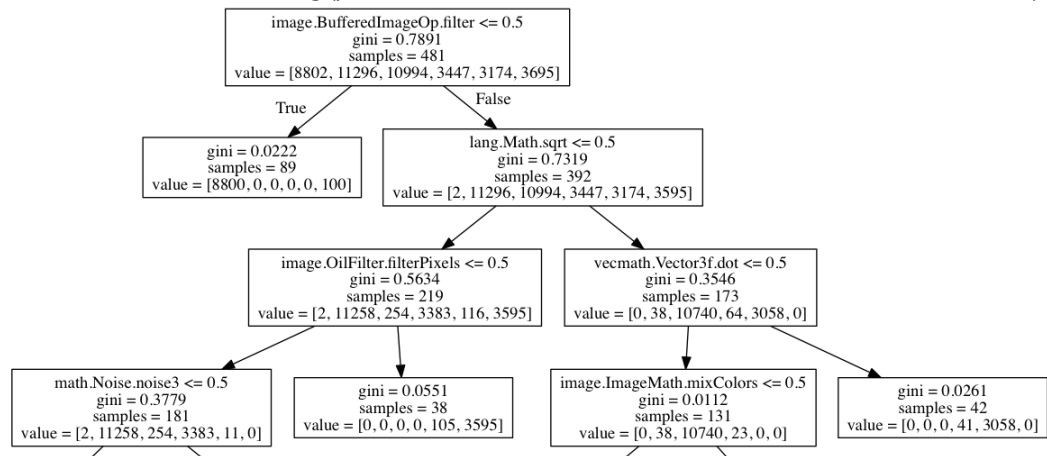 image.BufferedImageOp.filter <= 0.5
gini = 0.7891
samples = 481
value = [8802, 11296, 10994, 3447, 3174, 3695]
True
False
gini = 0.0222
samples = 89
value = [8800, 0, 0, 0, 0, 100]
lang.Math.sqrt <= 0.5
gini = 0.7319
samples = 392
value = [2, 11296, 10994, 3447, 3174, 3595]
image.OilFilter.filterPixels <= 0.5
gini = 0.5634
samples = 219
value = [2, 11258, 254, 3383, 116, 3595]
vecmath.Vector3f.dot <= 0.5
gini = 0.3546
samples = 173
value = [0, 38, 10740, 64, 3058, 0]
math.Noise.noise3 <= 0.5
gini = 0.3779
samples = 181
value = [2, 11258, 254, 3383, 11, 0]
gini = 0.0551
samples = 38
value = [0, 0, 0, 0, 105, 3595]
image.ImageMath.mixColors <= 0.5
gini = 0.0112
samples = 131
value = [0, 38, 10740, 23, 0, 0]
gini = 0.0261
samples = 42
value = [0, 0, 0, 41, 3058, 0]